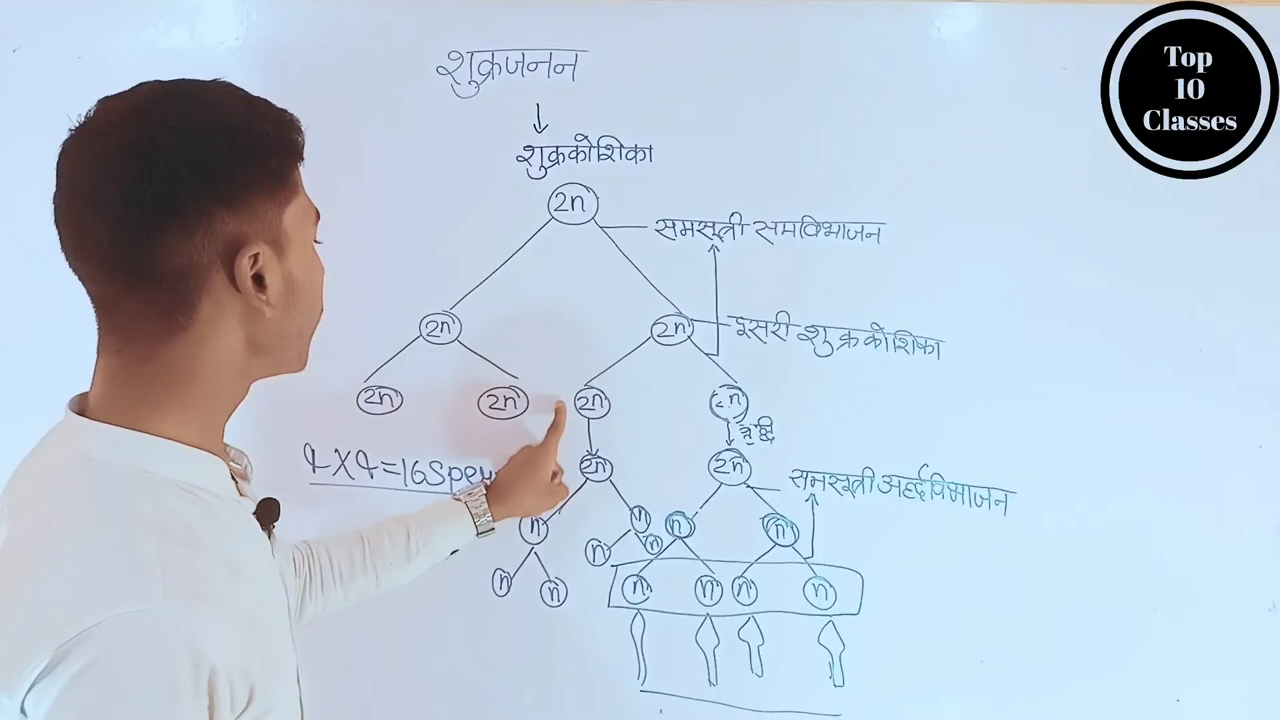 शुक्रजनन
शुक्रकोशिका
2n
समसूत्री समविभाजन
2n
2n
दूसरी शुक्रकोशिका
2n
2n
2n
2n
वृद्धि
4X4=16Sper
2n
2n
समसूत्री अर्द्धविभाजन
n
n
n
n
n
n
n
n
n
n
n
n
Top
10
Classes